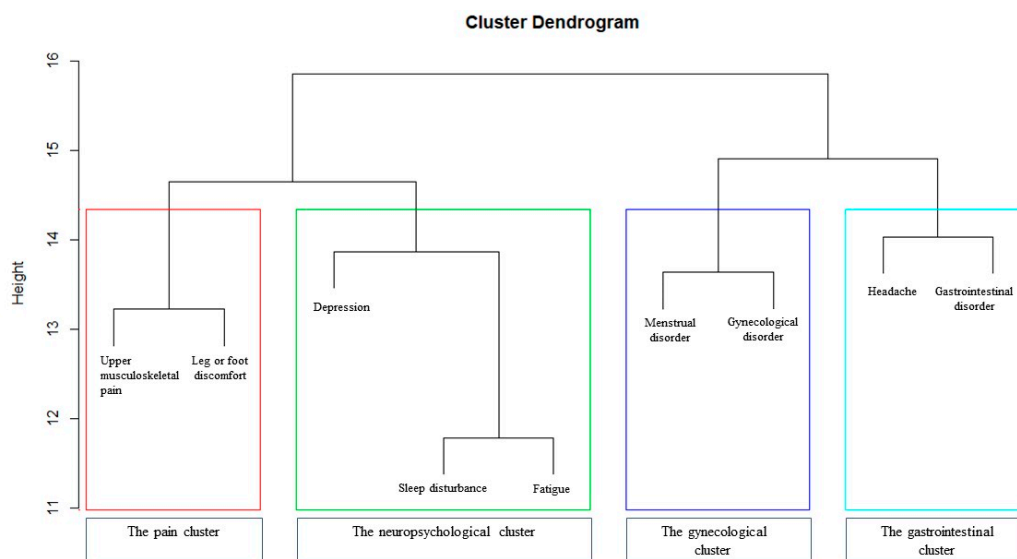 Cluster Dendrogram
Height
16
15
14
13
12
11
Upper
musculoskeletal
pain
Leg or foot
discomfort
Depression
Sleep disturbance
Fatigue
Menstrual
disorder
Gynecological
disorder
Headache
Gastrointestinal
disorder
The pain cluster
The neuropsychological cluster
The gynecological
cluster
The gastrointestinal
cluster